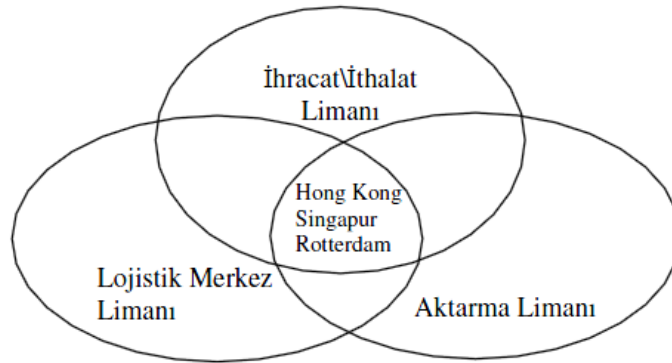 İhracat\İthalat
Limanı
Hong Kong
Singapur
Rotterdam
Lojistik Merkez
Limanı
Aktarma Limanı